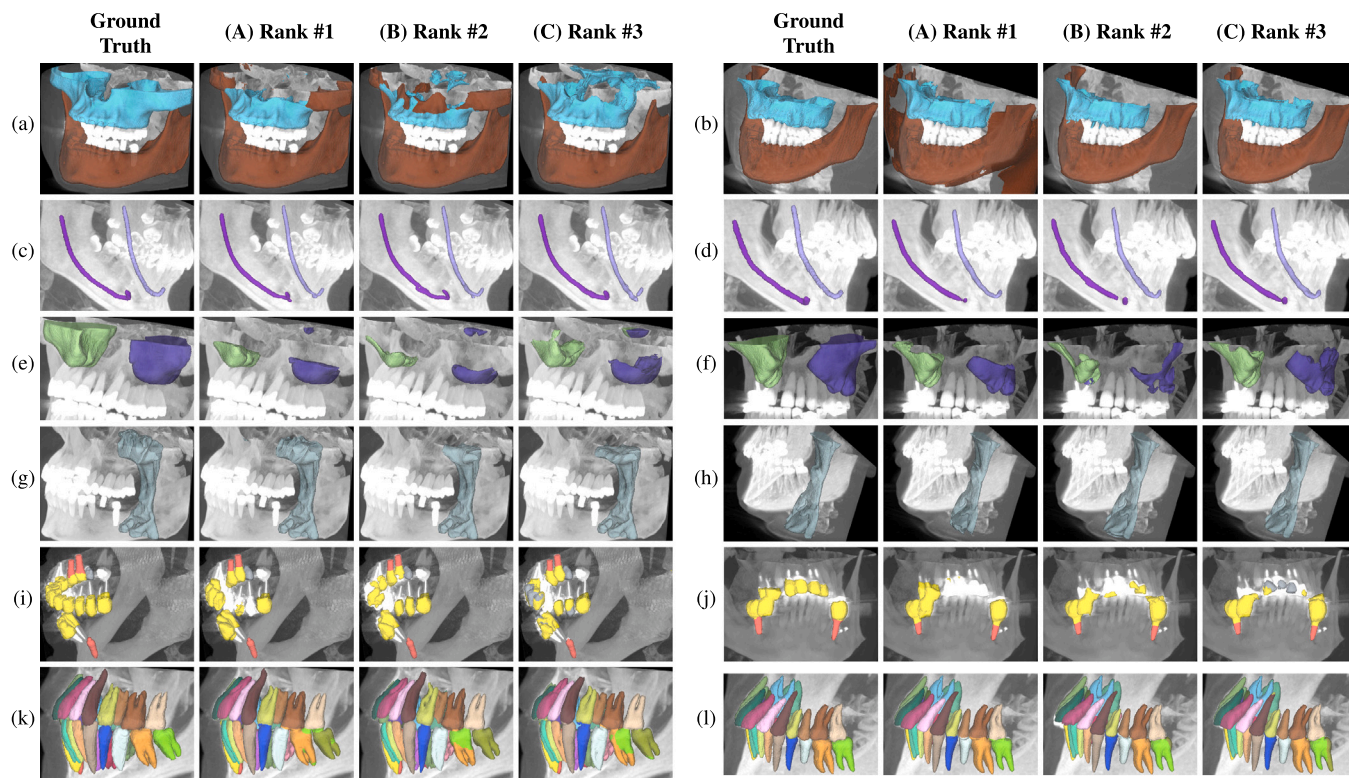 Ground Truth (A) Rank #1 (B) Rank #2 (C) Rank #3 Ground Truth (A) Rank #1 (B) Rank #2 (C) Rank #3
(a) (b)
(c) (d)
(e) (f)
(g) (h)
(i) (j)
(k) (l)